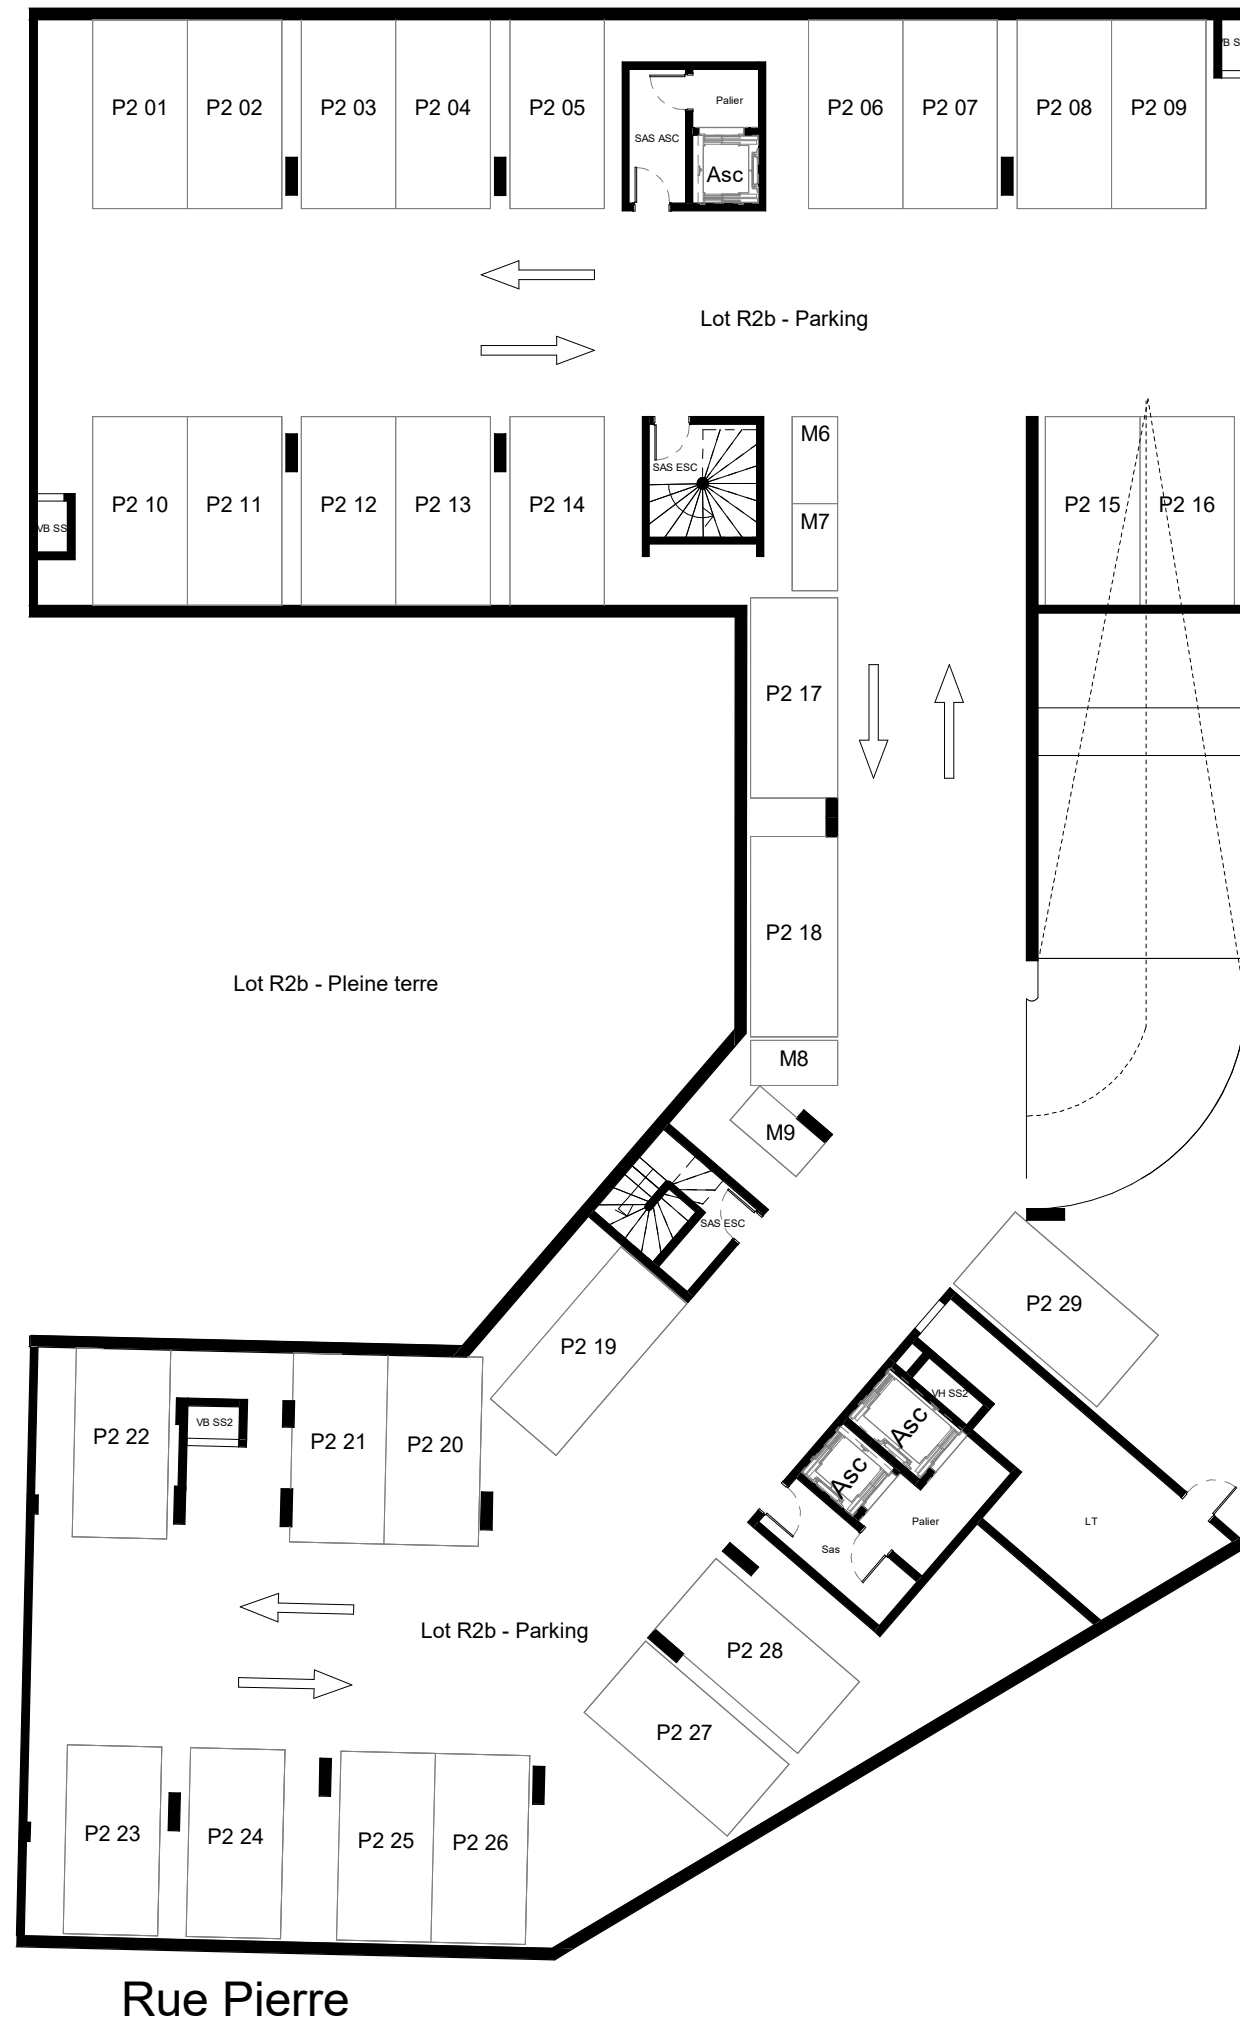 P2 01
P2 02
P2 03
P2 04
P2 05
SAS ASC
Palier
Asc
P2 06
P2 07
P2 08
P2 09
Lot R2b - Parking
VB SS
P2 10
P2 11
P2 12
P2 13
P2 14
SAS ESC
M6
M7
P2 15
P2 16
P2 17
P2 18
Lot R2b - Pleine terre
M8
M9
SAS ESC
P2 19
P2 29
VH SS2
Asc
Asc
Palier
Sas
LT
P2 22
VB SS2
P2 21
P2 20
Lot R2b - Parking
P2 28
P2 27
P2 23
P2 24
P2 25
P2 26
Rue Pierre